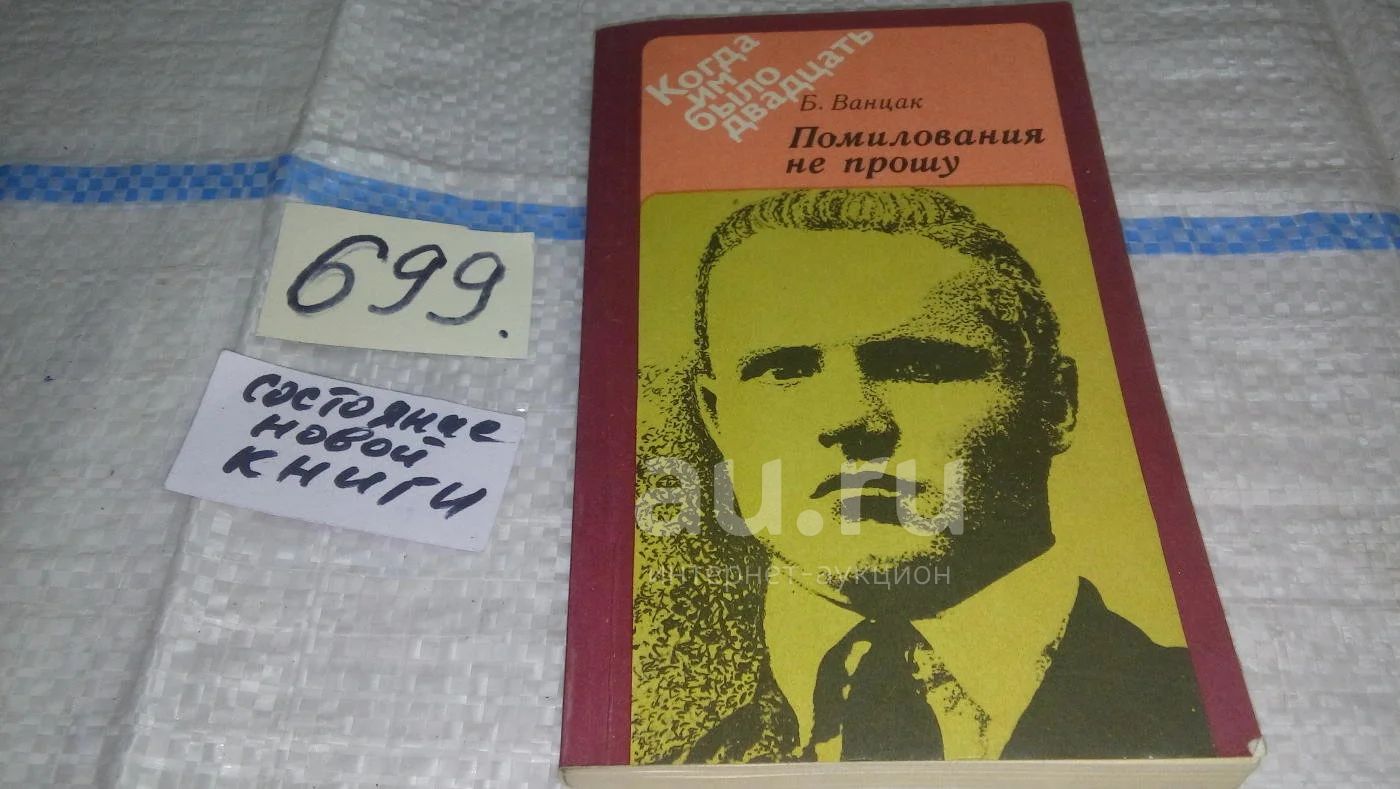 Когда
им
было
двадцать
Б. Ванцак
Помилования
не прошу
699.
состояние
новой
книги
au.ru
интернет-аукцион